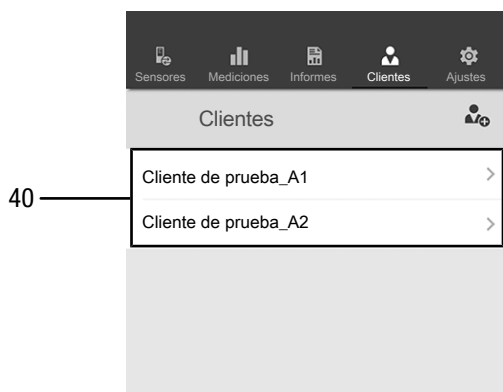 Sensores Mediciones Informes Clientes Ajustes
Clientes
Cliente de prueba_A1
40
Cliente de prueba_A2